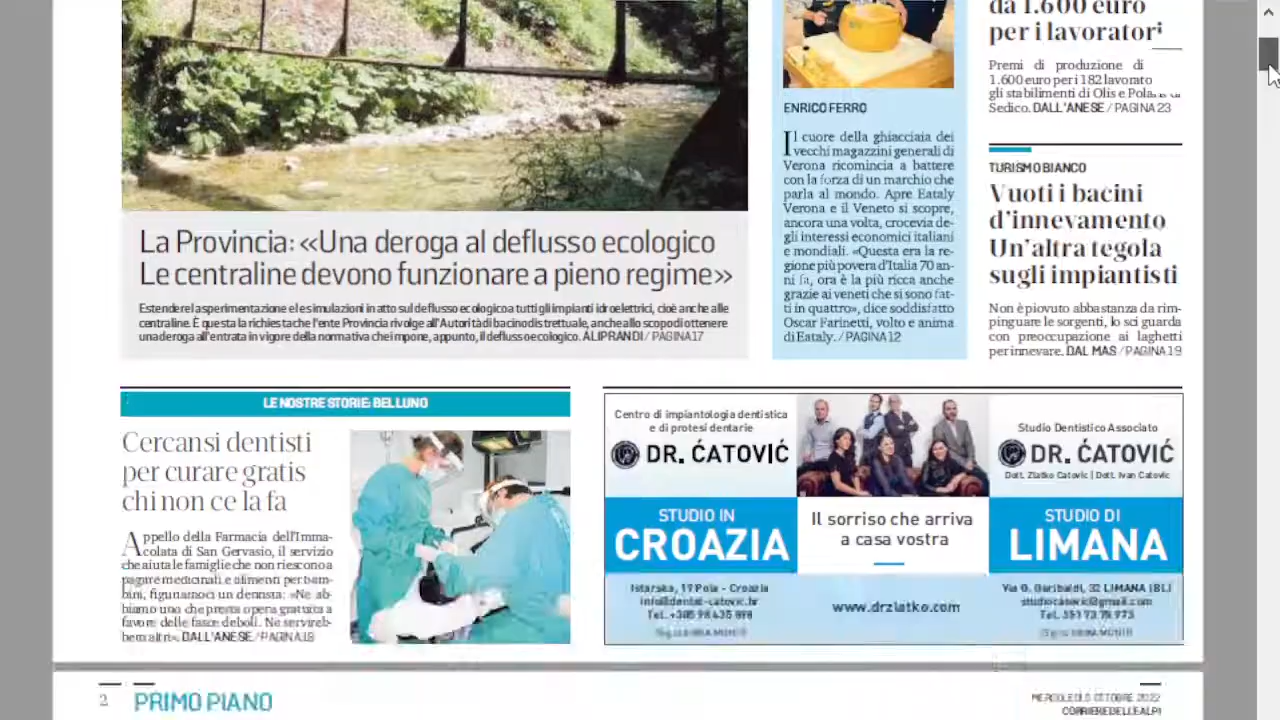 La Provincia: «Una deroga al deflusso ecologico
Le centraline devono funzionare a pieno regime»
Estendere la sperimentazione e le simulazioni in atto sul deflusso ecologico a tutti gli impianti idroelettrici, cioè anche alle
centraline. È questa la richiesta che l'ente Provincia rivolge all'Autorità di bacino distrettuale, anche allo scopo di ottenere
una deroga all'entrata in vigore della normativa che impone, appunto, il deflusso ecologico. ALIPRANDI / PAGINA 17
ENRICO FERRO
Il cuore della ghiacciaia dei
vecchi magazzini generali di
Verona ricomincia a battere
con la forza di un marchio che
parla al mondo. Apre Eataly
Verona e il Veneto si scopre,
ancora una volta, crocevia de-
gli interessi economici italiani
e mondiali. «Questa era la re-
gione più povera d'Italia 70 an-
ni fa, ora è la più ricca anche
grazie ai veneti che si sono fat-
ti in quattro», dice soddisfatto
Oscar Farinetti, volto e anima
di Eataly. / PAGINA 12
da 1.600 euro
per i lavorator
Premi di produzione di
1.600 euro per i 182 lavorato
gli stabilimenti di Olis e
Sedico. DALL'ANESE / PAGINA 23
TURISMO BIANCO
Vuoti i bacini
d'innevamento
Un'altra tegola
sugli impiantisti
Non è piovuto abbastanza da rim-
pinguare le sorgenti, lo sci guarda
con preoccupazione ai laghetti
per innevare. DAL MAS / PAGINA 19
LE NOSTRE STORIE: BELLUNO
Cercansi dentisti
per curare gratis
chi non ce la fa
Appello della Farmacia dell'Imma-
colata di San Gervasio, il servizio
che aiuta le famiglie che non riescono a
pagare medicinali e alimenti per bam-
bini, figuriamoci un dentista: «Ne ab-
biamo uno che presta opera gratuita a
favore delle fasce deboli. Ne servireb-
bero altri». DALL'ANESE / PAGINA 18
Centro di implantologia dentistica
e di protesi dentarie
DR. ĆATOVIĆ
STUDIO IN
CROAZIA
Istarska, 17 Pola - Croazia
info@dental-catovic.hr
Il sorriso che arriva
a casa vostra
www.drzlatko.com
Studio Dentistico Associato
DR. ĆATOVIĆ
Dott. Zlatko Catovic | Dott. Ivan Catovic
STUDIO DI
LIMANA
Via G. Garibaldi, 32 LIMANA (BL)
studiocatovic@gmail.com
2 PRIMO PIANO
MERCOLEDÌ 5 OTTOBRE 2022
CORRIERE DELLE ALPI